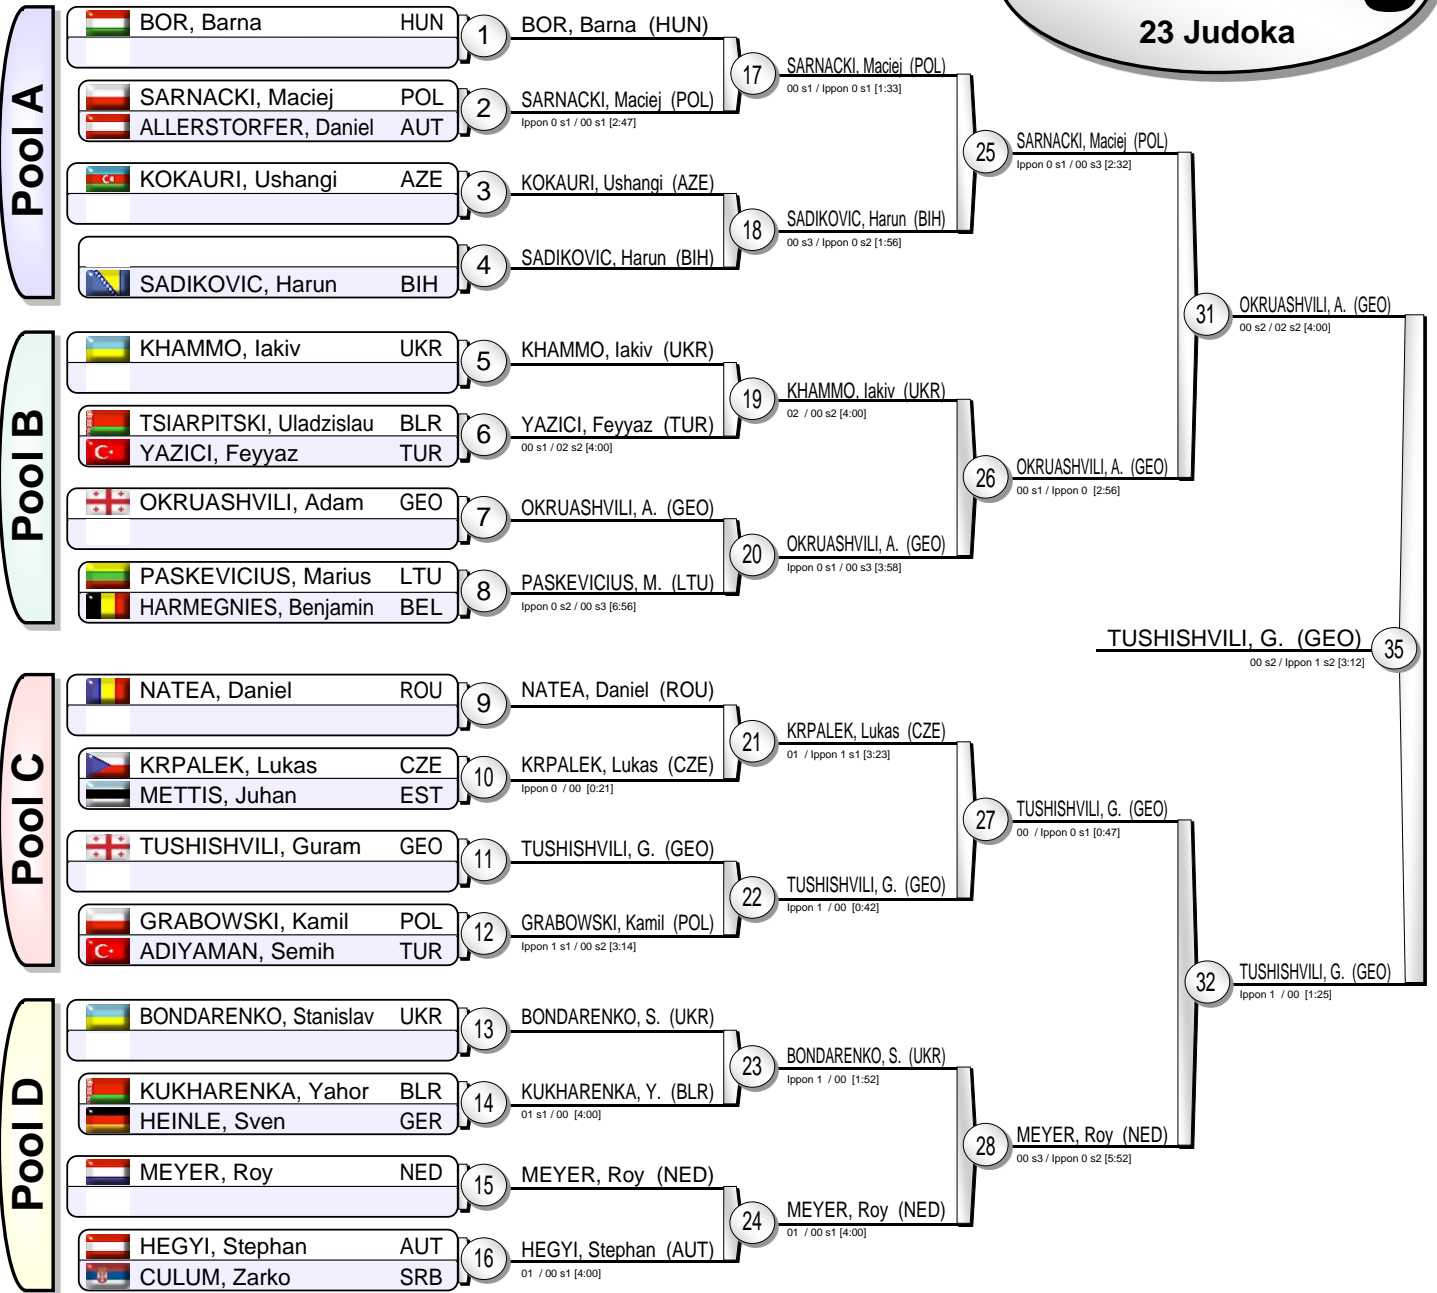 23 Judoka
Pool A
BOR, Barna HUN
SARNACKI, Maciej POL
ALLERSTORFER, Daniel AUT
KOKAURI, Ushangi AZE
SADIKOVIC, Harun BIH
Pool B
KHAMMO, Iakiv UKR
TSIARPITSKI, Uladzislau BLR
YAZICI, Feyyaz TUR
OKRUASHVILI, Adam GEO
PASKEVICIUS, Marius LTU
HARMEGNIES, Benjamin BEL
Pool C
NATEA, Daniel ROU
KRPALEK, Lukas CZE
METTIS, Juhan EST
TUSHISHVILI, Guram GEO
GRABOWSKI, Kamil POL
ADIYAMAN, Semih TUR
Pool D
BONDARENKO, Stanislav UKR
KUKHARENKA, Yahor BLR
HEINLE, Sven GER
MEYER, Roy NED
HEGYI, Stephan AUT
CULUM, Zarko SRB
1 BOR, Barna (HUN)
2 SARNACKI, Maciej (POL)
Ippon 0 s1 / 00 s1 [2:47]
3 KOKAURI, Ushangi (AZE)
4 SADIKOVIC, Harun (BIH)
5 KHAMMO, Iakiv (UKR)
6 YAZICI, Feyyaz (TUR)
00 s1 / 02 s2 [4:00]
7 OKRUASHVILI, A. (GEO)
8 PASKEVICIUS, M. (LTU)
Ippon 0 s2 / 00 s3 [6:56]
9 NATEA, Daniel (ROU)
10 KRPALEK, Lukas (CZE)
Ippon 0 / 00 [0:21]
11 TUSHISHVILI, G. (GEO)
12 GRABOWSKI, Kamil (POL)
Ippon 1 s1 / 00 s2 [3:14]
13 BONDARENKO, S. (UKR)
14 KUKHARENKA, Y. (BLR)
01 s1 / 00 [4:00]
15 MEYER, Roy (NED)
16 HEGYI, Stephan (AUT)
01 / 00 s1 [4:00]
17 SARNACKI, Maciej (POL)
00 s1 / Ippon 0 s1 [1:33]
18 SADIKOVIC, Harun (BIH)
00 s3 / Ippon 0 s2 [1:56]
19 KHAMMO, Iakiv (UKR)
02 / 00 s2 [4:00]
20 OKRUASHVILI, A. (GEO)
Ippon 0 s1 / 00 s3 [3:58]
21 KRPALEK, Lukas (CZE)
01 / Ippon 1 s1 [3:23]
22 TUSHISHVILI, G. (GEO)
Ippon 1 / 00 [0:42]
23 BONDARENKO, S. (UKR)
Ippon 1 / 00 [1:52]
24 MEYER, Roy (NED)
01 / 00 s1 [4:00]
25 SARNACKI, Maciej (POL)
Ippon 0 s1 / 00 s3 [2:32]
26 OKRUASHVILI, A. (GEO)
00 s1 / Ippon 0 [2:56]
27 TUSHISHVILI, G. (GEO)
00 / Ippon 0 s1 [0:47]
28 MEYER, Roy (NED)
00 s3 / Ippon 0 s2 [5:52]
31 OKRUASHVILI, A. (GEO)
00 s2 / 02 s2 [4:00]
32 TUSHISHVILI, G. (GEO)
Ippon 1 / 00 [1:25]
TUSHISHVILI, G. (GEO) 35
00 s2 / Ippon 1 s2 [3:12]